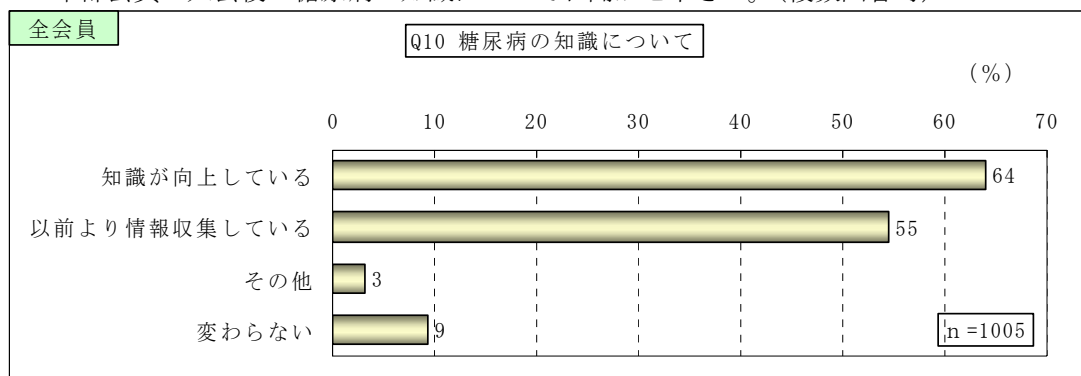 全会員
Q10 糖尿病の知識について
(%)
0 10 20 30 40 50 60 70
知識が向上している 64
以前より情報収集している 55
その他 3
変わらない 9
n=1005